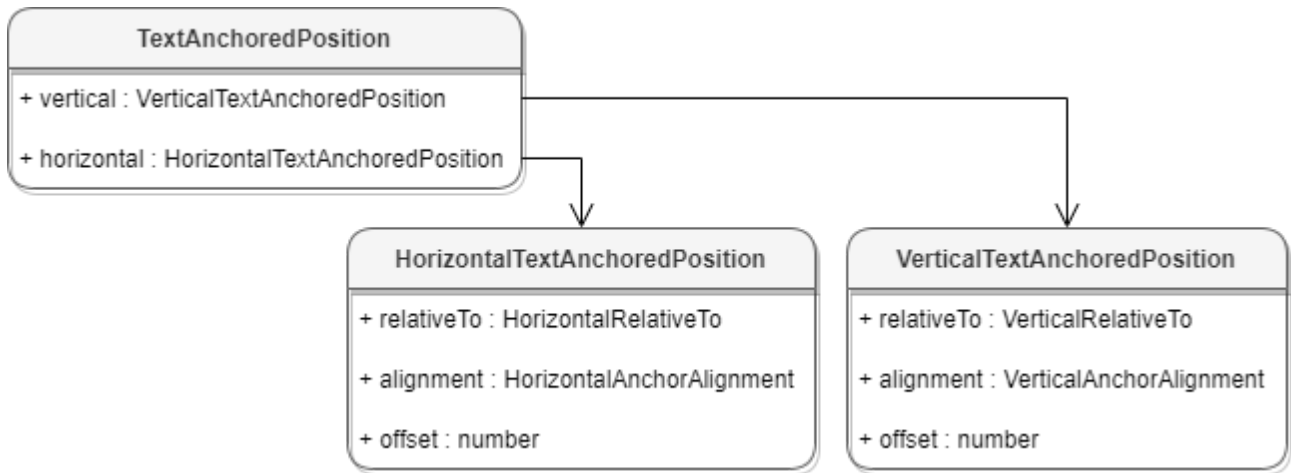 TextAnchoredPosition
+ vertical : VerticalTextAnchoredPosition
+ horizontal : HorizontalTextAnchoredPosition
HorizontalTextAnchoredPosition
+ relativeTo : HorizontalRelativeTo
+ alignment : HorizontalAnchorAlignment
+ offset : number
VerticalTextAnchoredPosition
+ relativeTo : VerticalRelativeTo
+ alignment : VerticalAnchorAlignment
+ offset : number